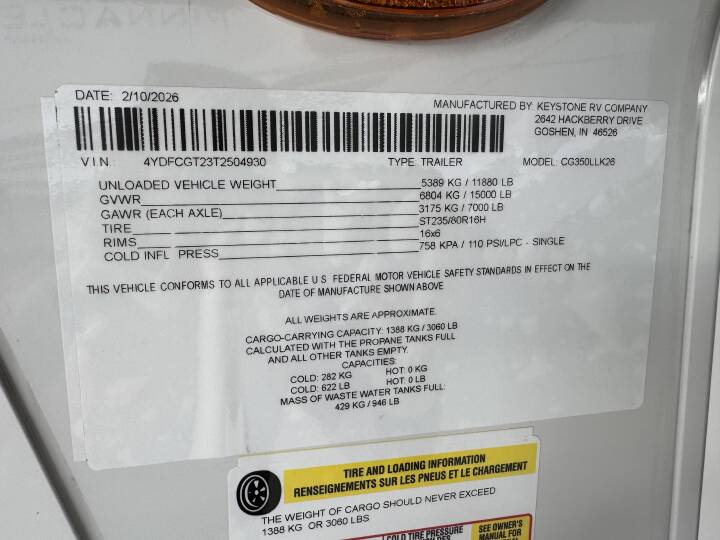 PINNACLE
DATE: 2/10/2026
MANUFACTURED BY: KEYSTONE RV COMPANY
2642 HACKBERRY DRIVE
GOSHEN, IN 46526
V.I.N.: 4YDFCGT23T2504930 TYPE: TRAILER MODEL: CG350LLK26
UNLOADED VEHICLE WEIGHT 5389 KG / 11880 LB
GVWR 6804 KG / 15000 LB
GAWR (EACH AXLE) 3175 KG / 7000 LB
TIRE ST235/80R16H
RIMS 16x6
COLD INFL. PRESS 758 KPA / 110 PSI/LPC - SINGLE
THIS VEHICLE CONFORMS TO ALL APPLICABLE U.S. FEDERAL MOTOR VEHICLE SAFETY STANDARDS IN EFFECT ON THE
DATE OF MANUFACTURE SHOWN ABOVE
ALL WEIGHTS ARE APPROXIMATE.
CARGO-CARRYING CAPACITY: 1388 KG / 3060 LB
CALCULATED WITH THE PROPANE TANKS FULL
AND ALL OTHER TANKS EMPTY.
CAPACITIES:
COLD: 282 KG HOT: 0 KG
COLD: 622 LB HOT: 0 LB
MASS OF WASTE WATER TANKS FULL:
429 KG / 946 LB
TIRE AND LOADING INFORMATION
RENSEIGNEMENTS SUR LES PNEUS ET LE CHARGEMENT
THE WEIGHT OF CARGO SHOULD NEVER EXCEED
1388 KG OR 3060 LBS
COLD TIRE PRESSURE
SEE OWNER'S
MANUAL FOR